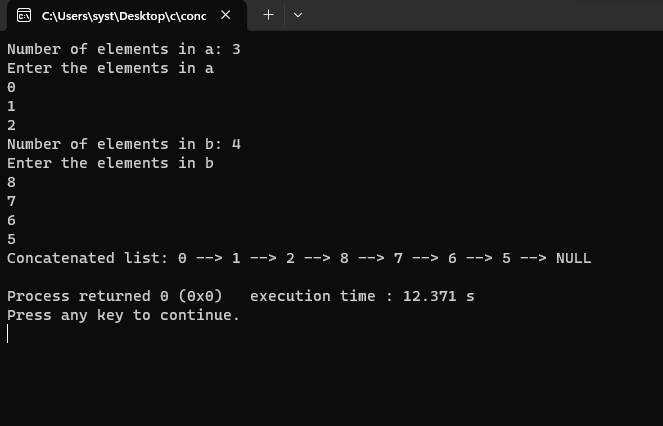 C:\Users\syst\Desktop\c\conc
Number of elements in a: 3
Enter the elements in a
0
1
2
Number of elements in b: 4
Enter the elements in b
8
7
6
5
Concatenated list: 0 --> 1 --> 2 --> 8 --> 7 --> 6 --> 5 --> NULL
Process returned 0 (0x0)   execution time : 12.371 s
Press any key to continue.